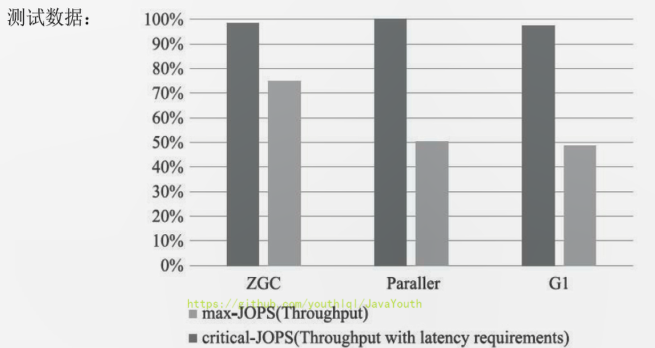 测试数据：
100%
90%
80%
70%
60%
50%
40%
30%
20%
10%
0%
ZGC Paraller G1
https://github.com/youthlql/JavaYouth
max-JOPS(Throughput)
critical-JOPS(Throughput with latency requirements)